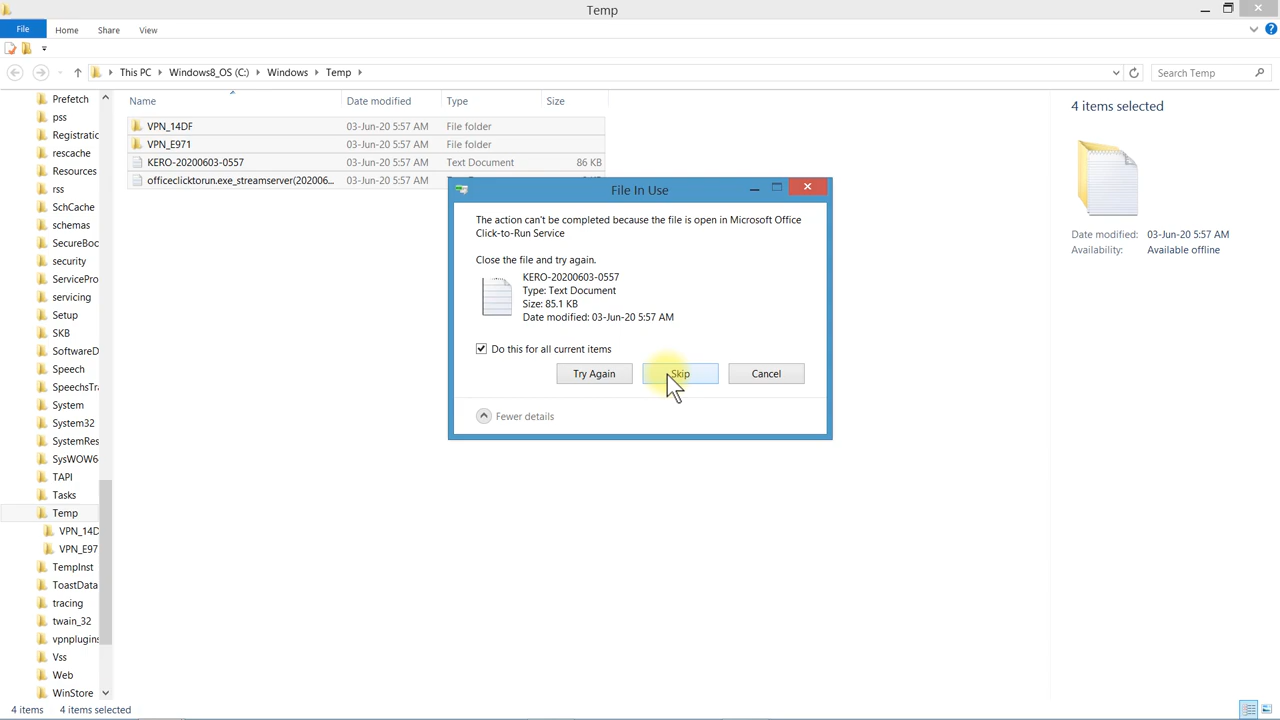 Temp
File
Home
Share
View
This PC
Windows8_OS (C:)
Windows
Temp
Search Temp
Prefetch
pss
Registratic
rescache
Resources
rss
SchCache
schemas
SecureBoo
security
ServicePro
servicing
Setup
SKB
SoftwareD
Speech
SpeechsTra
System
System32
SystemRes
SysWOW6
TAPI
Tasks
Temp
VPN_14D
VPN_E97
TempInst
ToastData
tracing
twain_32
vpnplugins
Vss
Web
WinStore
Name
Date modified
Type
Size
VPN_14DF
03-Jun-20 5:57 AM
File folder
VPN_E971
03-Jun-20 5:57 AM
File folder
KERO-20200603-0557
03-Jun-20 5:57 AM
Text Document
86 KB
officeclicktorun.exe_streamserver(202006...
03-Jun-20 5:57 AM
File In Use
The action can't be completed because the file is open in Microsoft Office
Click-to-Run Service
Close the file and try again.
KERO-20200603-0557
Type: Text Document
Size: 85.1 KB
Date modified: 03-Jun-20 5:57 AM
Do this for all current items
Try Again
Skip
Cancel
Fewer details
4 items selected
Date modified:
03-Jun-20 5:57 AM
Availability:
Available offline
4 items
4 items selected